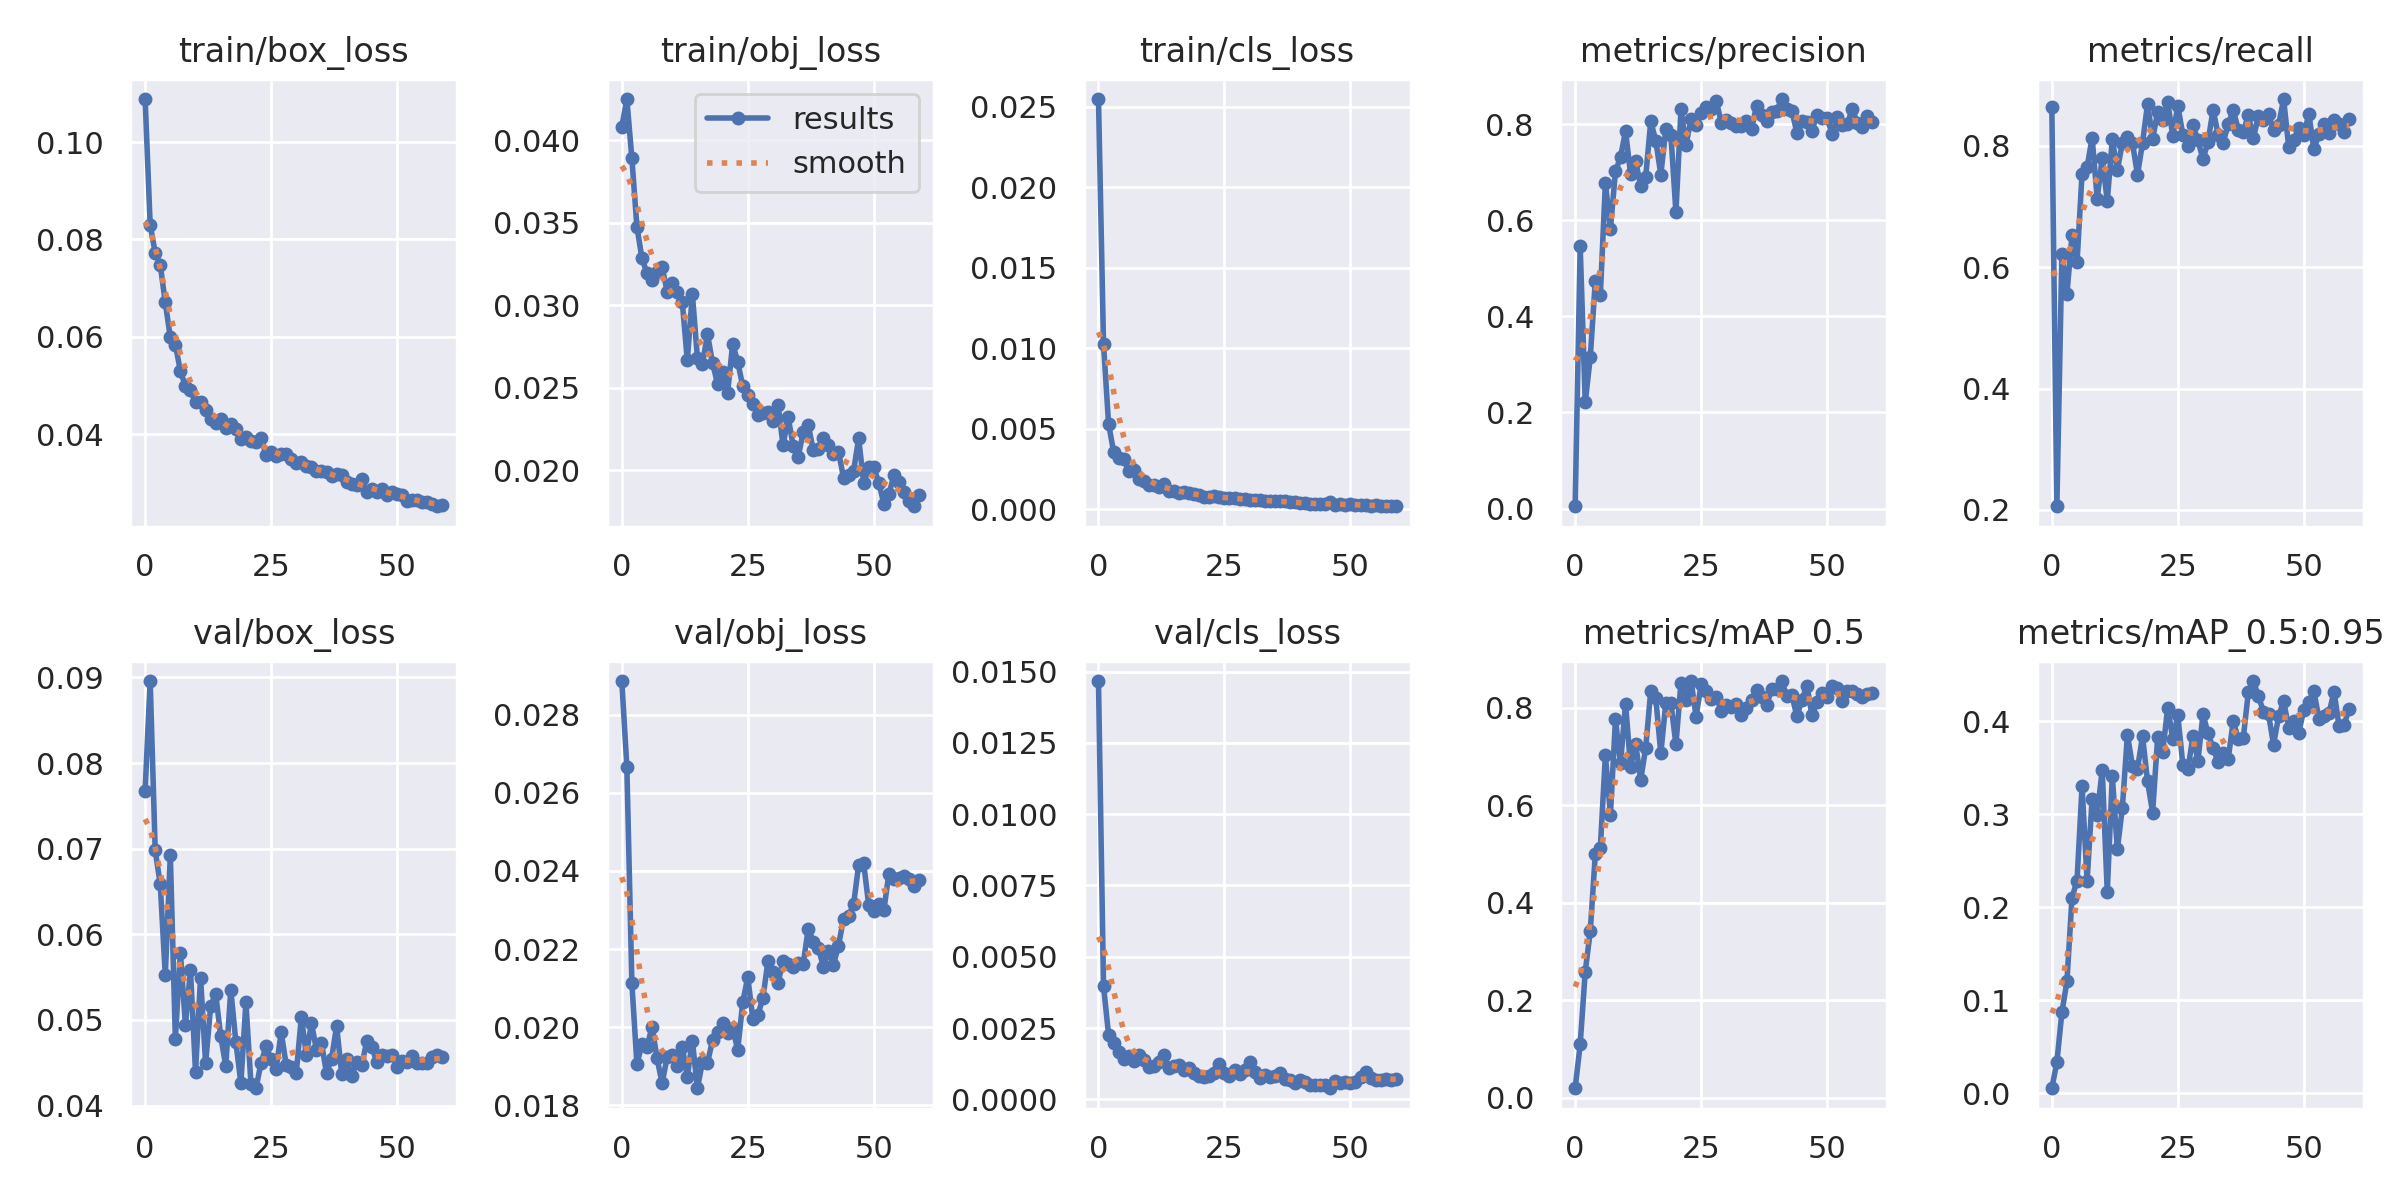 train/box_loss
0.10
0.08
0.06
0.04
0 25 50
train/obj_loss
results
smooth
0.040
0.035
0.030
0.025
0.020
0 25 50
train/cls_loss
0.025
0.020
0.015
0.010
0.005
0.000
0 25 50
metrics/precision
0.8
0.6
0.4
0.2
0.0
0 25 50
metrics/recall
0.8
0.6
0.4
0.2
0 25 50
val/box_loss
0.09
0.08
0.07
0.06
0.05
0.04
0 25 50
val/obj_loss
0.028
0.026
0.024
0.022
0.020
0.018
0 25 50
val/cls_loss
0.0150
0.0125
0.0100
0.0075
0.0050
0.0025
0.0000
0 25 50
metrics/mAP_0.5
0.8
0.6
0.4
0.2
0.0
0 25 50
metrics/mAP_0.5:0.95
0.4
0.3
0.2
0.1
0.0
0 25 50